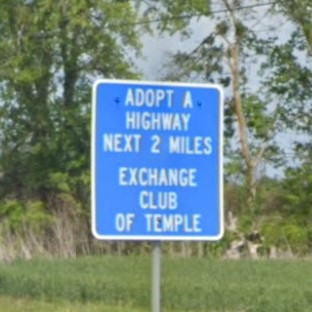 ADOPT A
HIGHWAY
NEXT 2 MILES
EXCHANGE
CLUB
OF TEMPLE